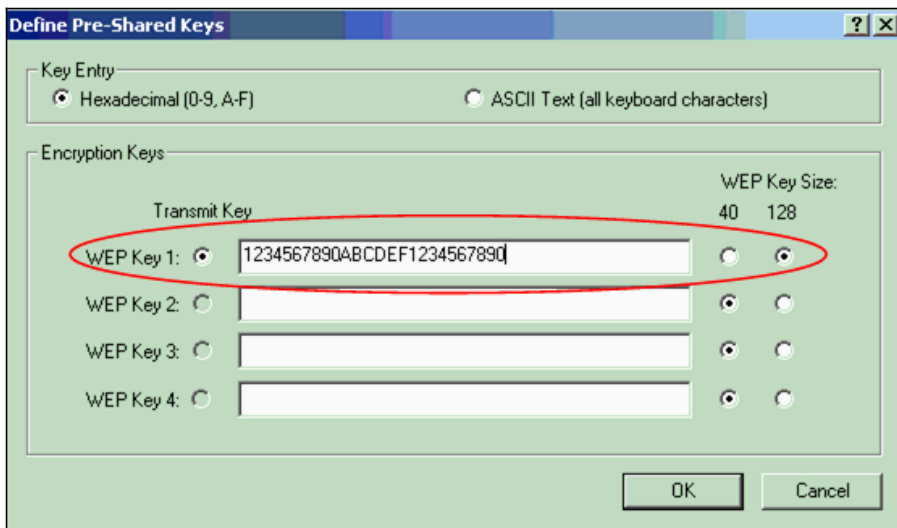 Define Pre-Shared Keys
Key Entry
Hexadecimal (0-9, A-F) ASCII Text (all keyboard characters)
Encryption Keys
WEP Key Size:
Transmit Key 40 128
WEP Key 1: 1234567890ABCDEF1234567890
WEP Key 2:
WEP Key 3:
WEP Key 4:
OK Cancel